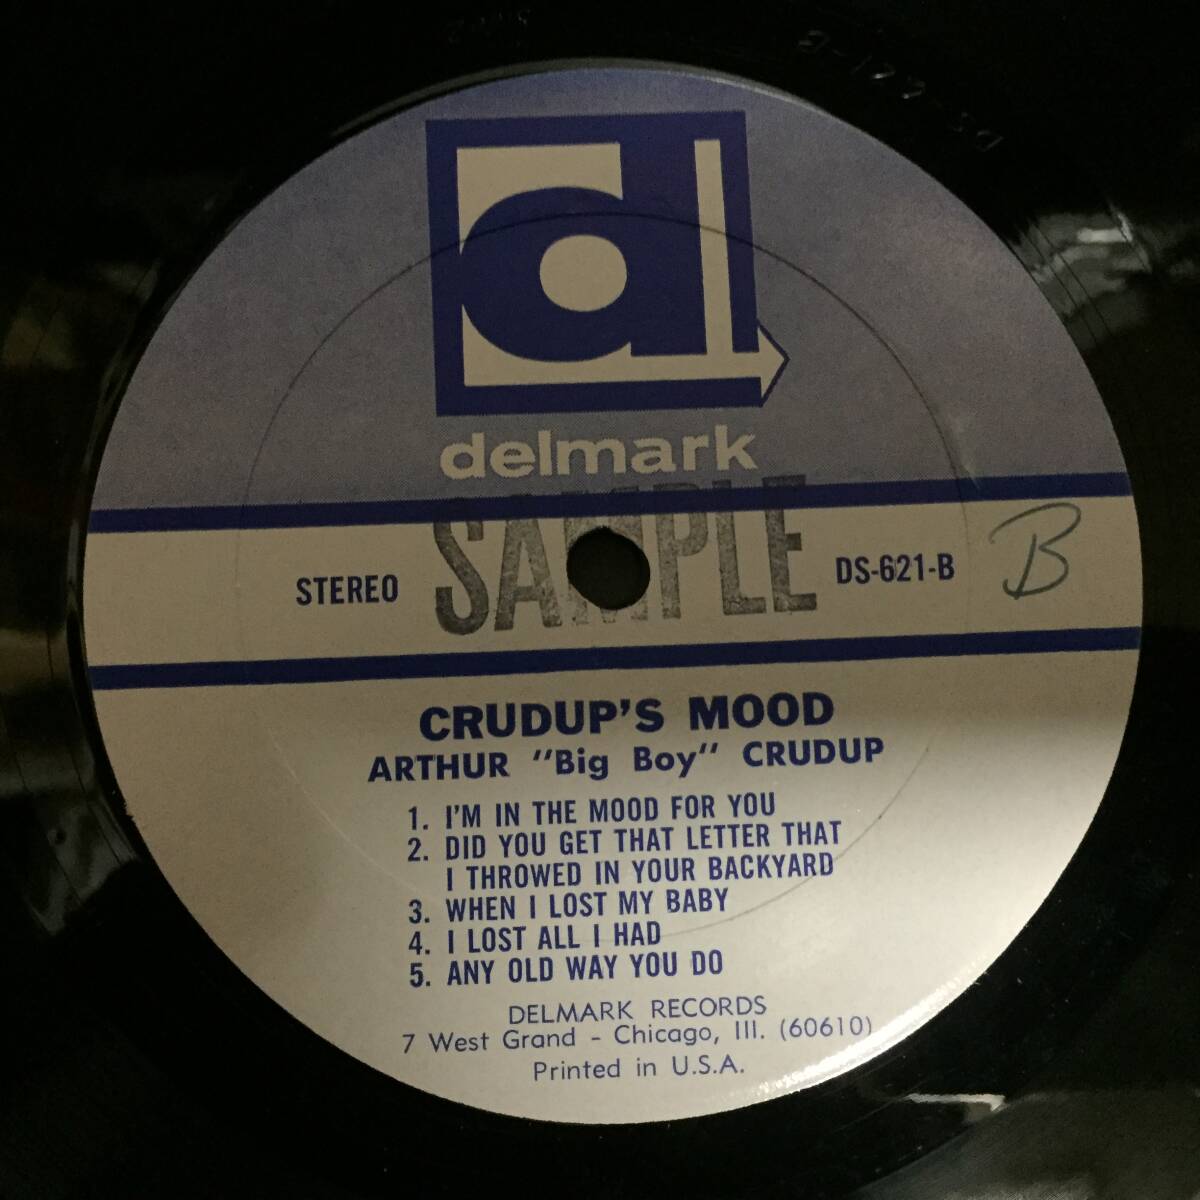 d
delmark
SAMPLE
STEREO
DS-621-B
B
CRUDUP'S MOOD
ARTHUR "Big Boy" CRUDUP
1. I'M IN THE MOOD FOR YOU
2. DID YOU GET THAT LETTER THAT
I THROWED IN YOUR BACKYARD
3. WHEN I LOST MY BABY
4. I LOST ALL I HAD
5. ANY OLD WAY YOU DO
DELMARK RECORDS
7 West Grand - Chicago, Ill. (60610)
Printed in U.S.A.